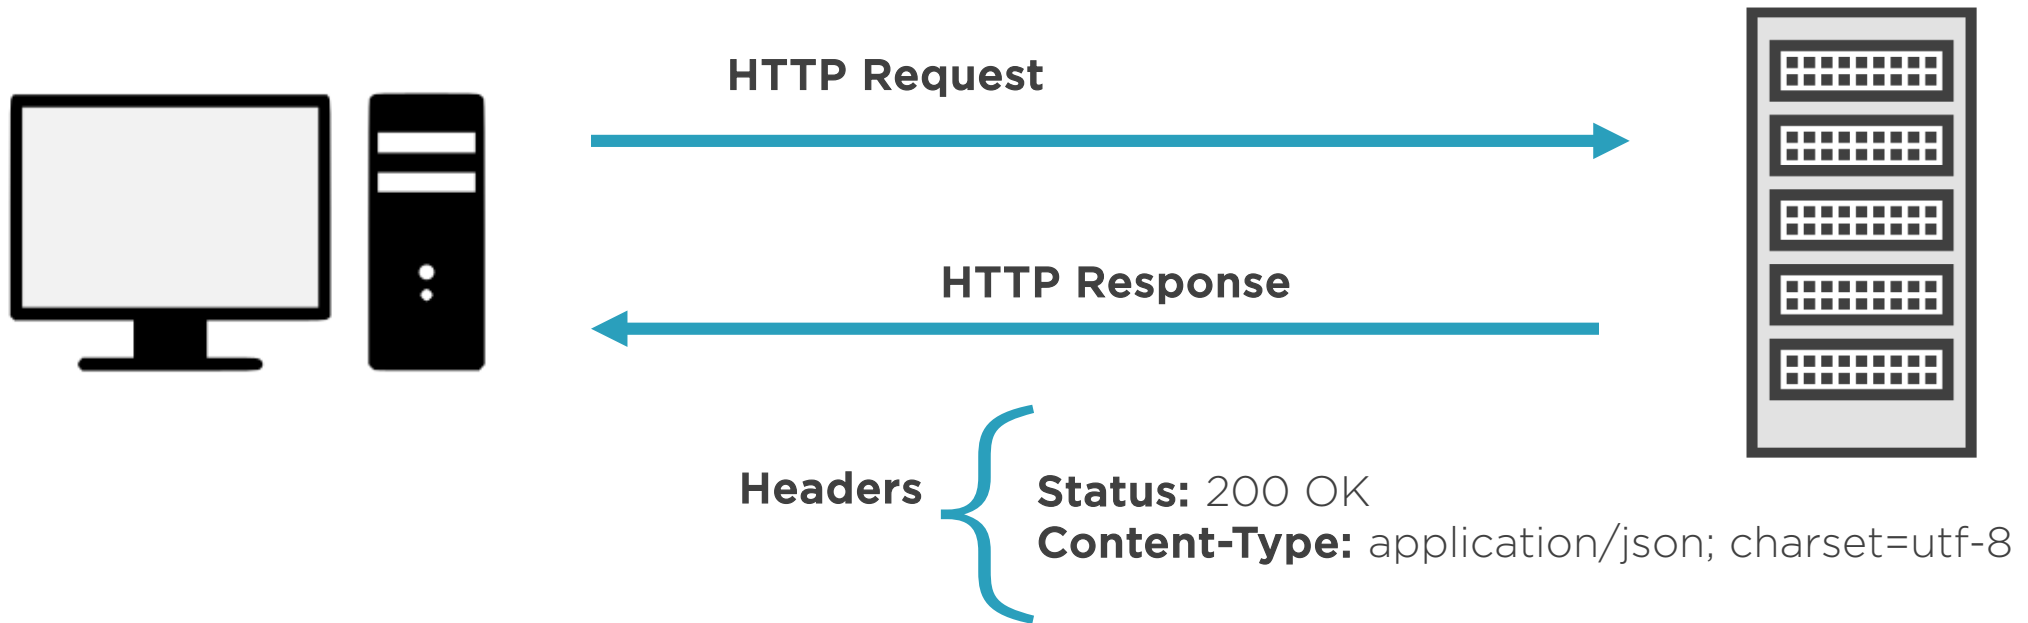 HTTP Request
HTTP Response
Headers
Status: 200 OK
Content-Type: application/json; charset=utf-8